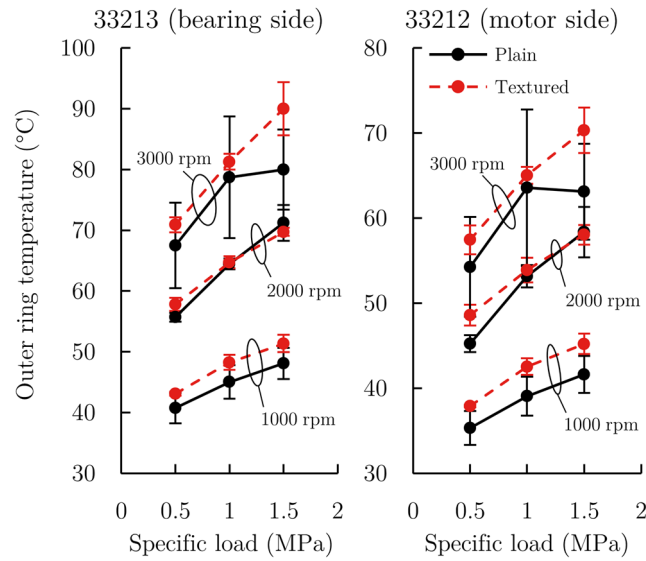 33213 (bearing side)
33212 (motor side)
Outer ring temperature (°C)
100
90
80
70
60
50
40
30
3000 rpm
2000 rpm
1000 rpm
0
0.5
1
1.5
2
Specific load (MPa)
80
70
60
50
40
30
Plain
Textured
3000 rpm
2000 rpm
1000 rpm
0
0.5
1
1.5
2
Specific load (MPa)